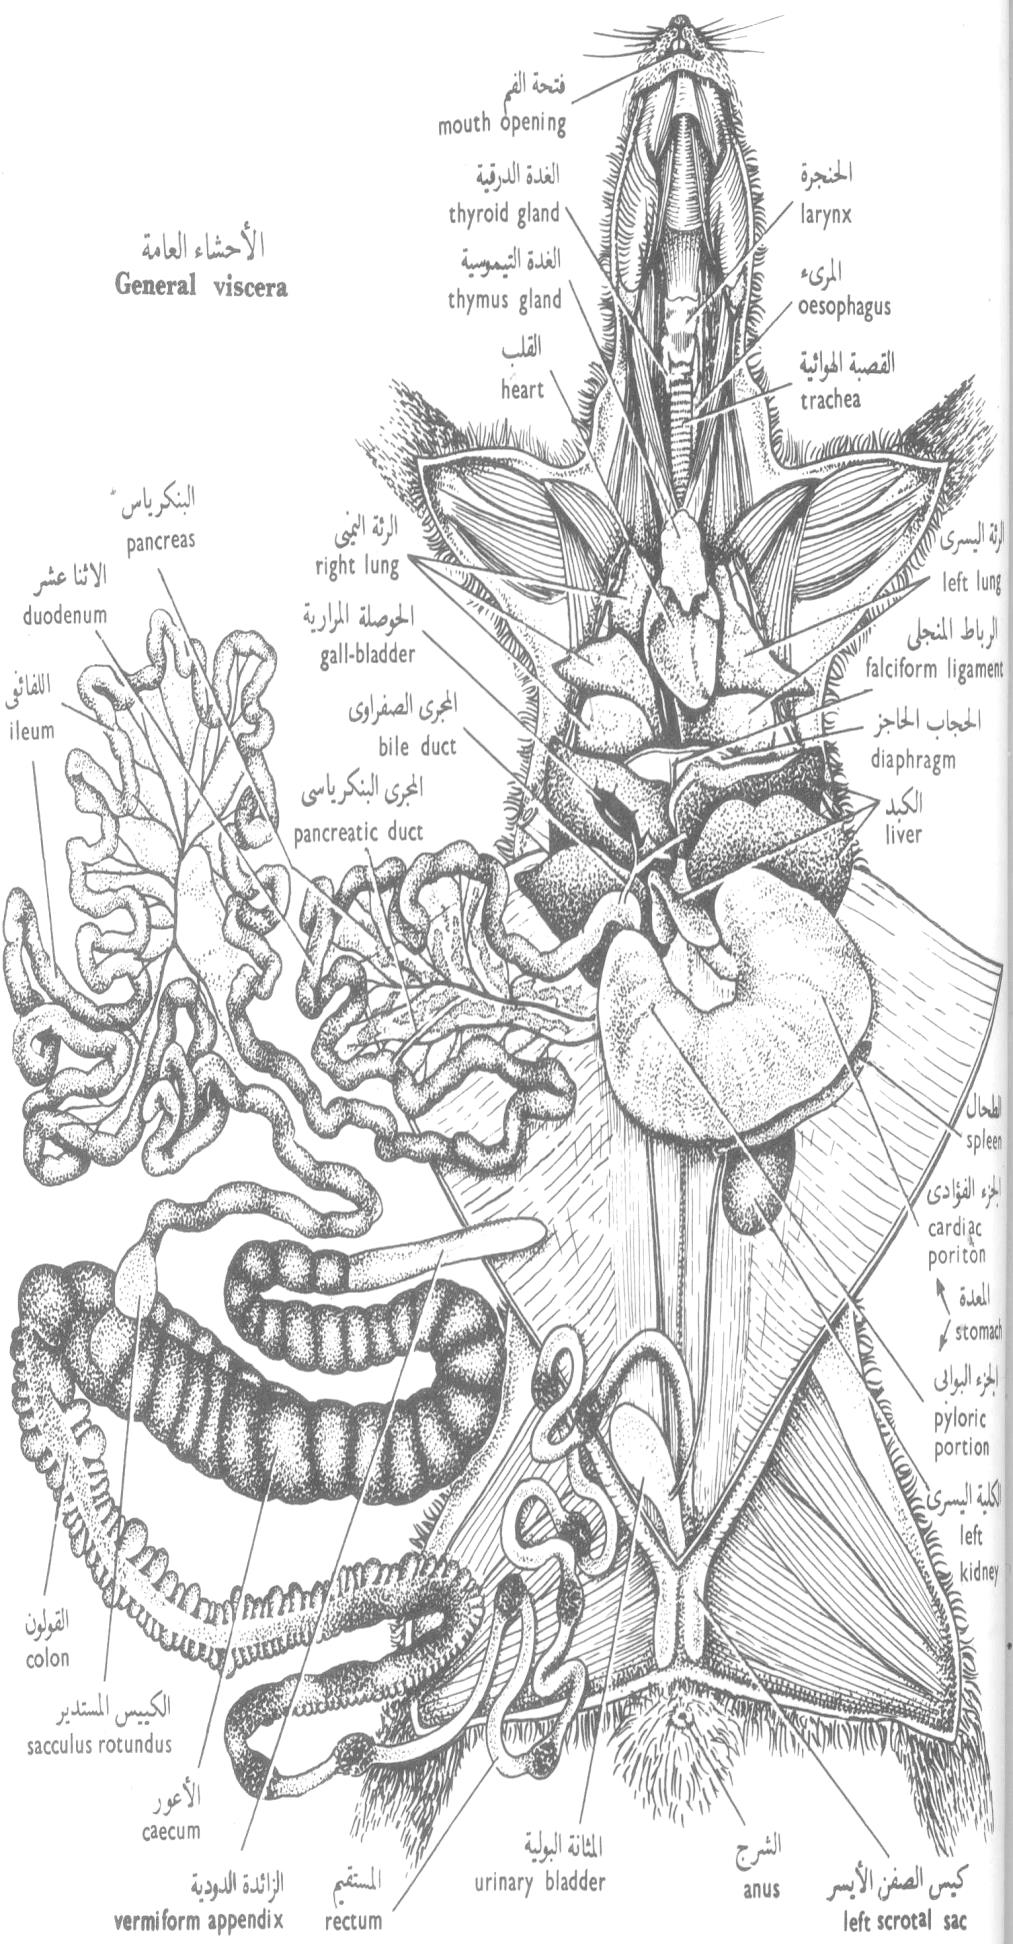 فتحة الفم
mouth opening
الغدة الدرقية
thyroid gland
الحنجرة
larynx
الأحشاء العامة
General viscera
الغدة التيموسية
thymus gland
المرىء
oesophagus
القلب
heart
القصبة الهوائية
trachea
البنكرياس
pancreas
الرئة اليمنى
right lung
الرئة اليسرى
left lung
الاثنا عشر
duodenum
الحوصلة المرارية
gall-bladder
الرباط المنجلى
falciform ligament
اللفائفى
ileum
المجرى الصفراوى
bile duct
الحجاب الحاجز
diaphragm
المجرى البنكرياسى
pancreatic duct
الكبد
liver
الطحال
spleen
الجزء الفؤادى
cardiac
poriton
المعدة
stomach
الجزء البوابى
pyloric
portion
الكلية اليسرى
left
kidney
القولون
colon
الكييس المستدير
sacculus rotundus
الأعور
caecum
الزائدة الدودية
vermiform appendix
المستقيم
rectum
المثانة البولية
urinary bladder
الشرج
anus
كيس الصفن الأيسر
left scrotal sac